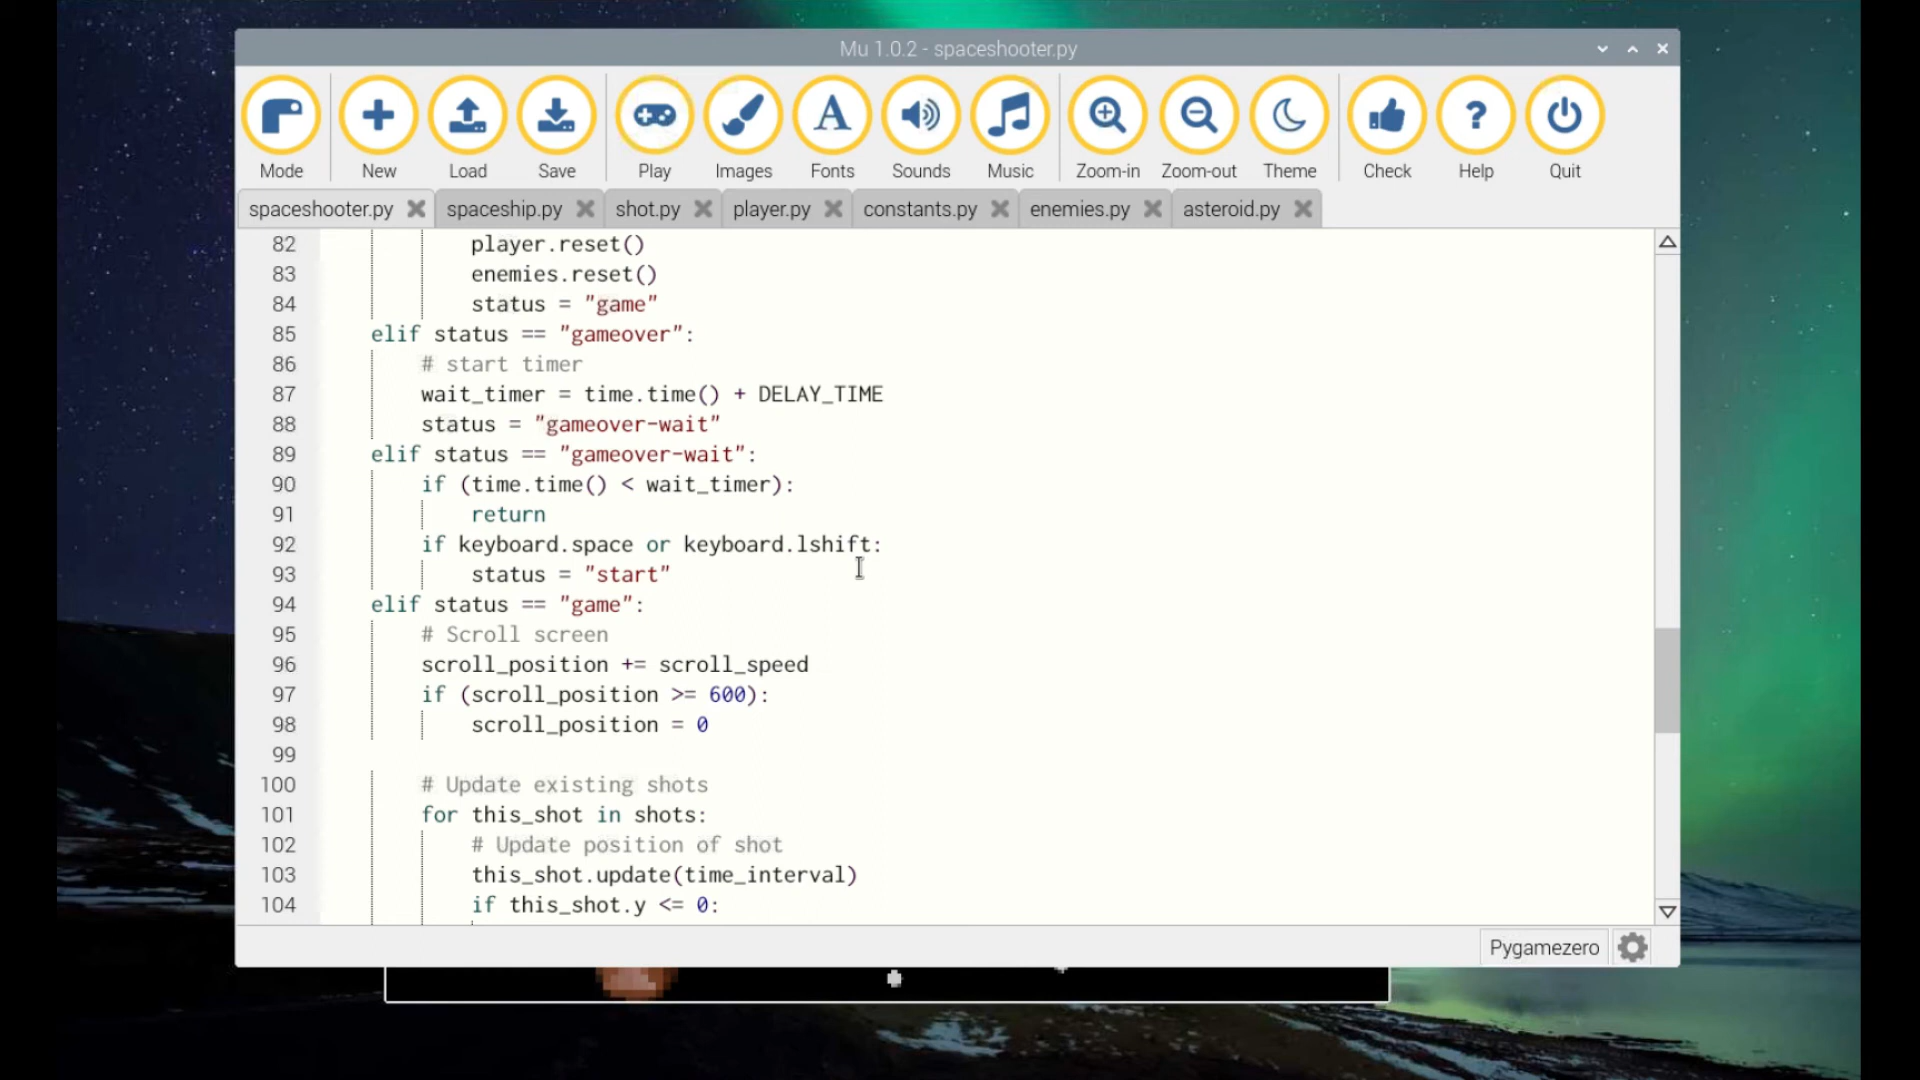 Mu 1.0.2 - spaceshooter.py
Mode New Load Save Play Images Fonts Sounds Music Zoom-in Zoom-out Theme Check Help Quit
spaceshooter.py spaceship.py shot.py player.py constants.py enemies.py asteroid.py
82 player.reset()
83 enemies.reset()
84 status = "game"
85 elif status == "gameover":
86 # start timer
87 wait_timer = time.time() + DELAY_TIME
88 status = "gameover-wait"
89 elif status == "gameover-wait":
90 if (time.time() < wait_timer):
91 return
92 if keyboard.space or keyboard.lshift:
93 status = "start"
94 elif status == "game":
95 # Scroll screen
96 scroll_position += scroll_speed
97 if (scroll_position >= 600):
98 scroll_position = 0
99
100 # Update existing shots
101 for this_shot in shots:
102 # Update position of shot
103 this_shot.update(time_interval)
104 if this_shot.y <= 0:
Pygamezero